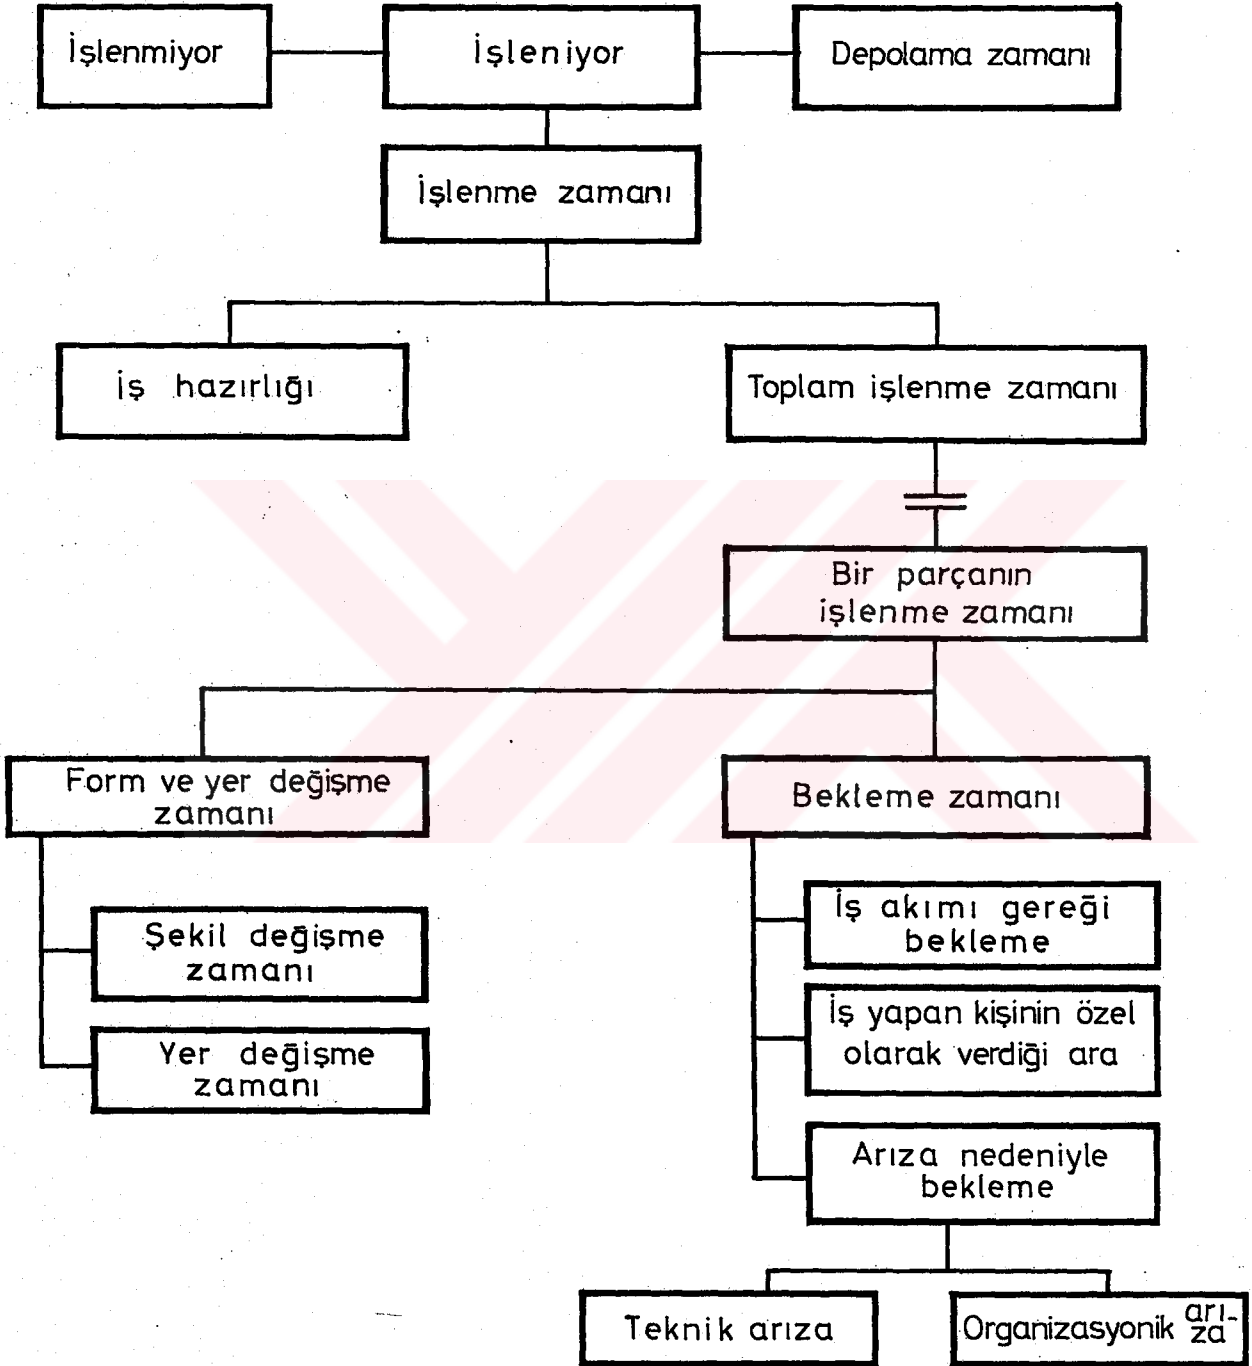 İşlenmiyor
İşleniyor
Depolama zamanı
İşlenme zamanı
İş hazırlığı
Toplam işlenme zamanı
Bir parçanın
işlenme zamanı
Form ve yer değişme
zamanı
Bekleme zamanı
Şekil değişme
zamanı
Yer değişme
zamanı
İş akımı gereği
bekleme
İş yapan kişinin özel
olarak verdiği ara
Arıza nedeniyle
bekleme
Teknik arıza
Organizasyonik arı-
za